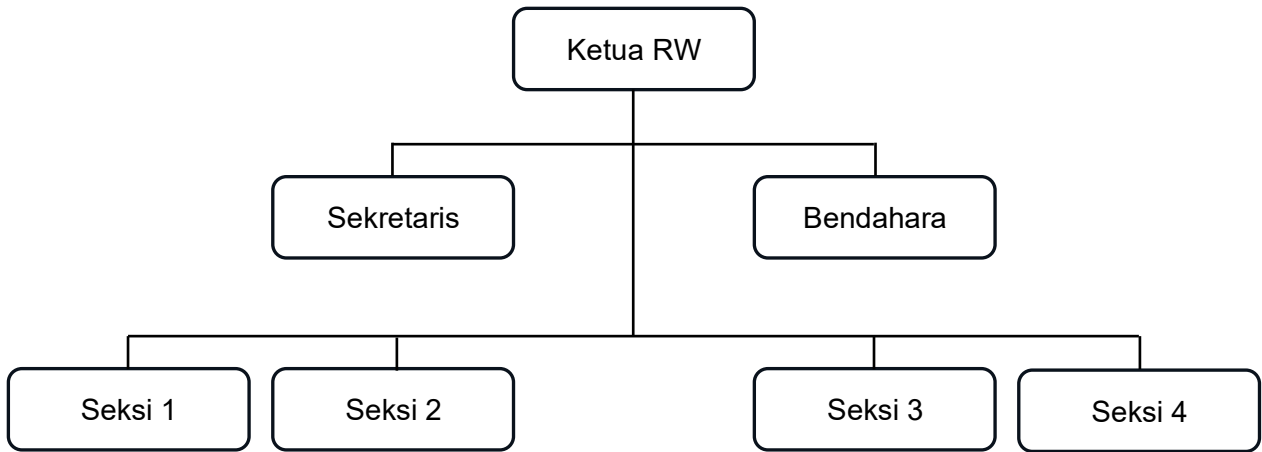 Ketua RW
Sekretaris
Bendahara
Seksi 1
Seksi 2
Seksi 3
Seksi 4